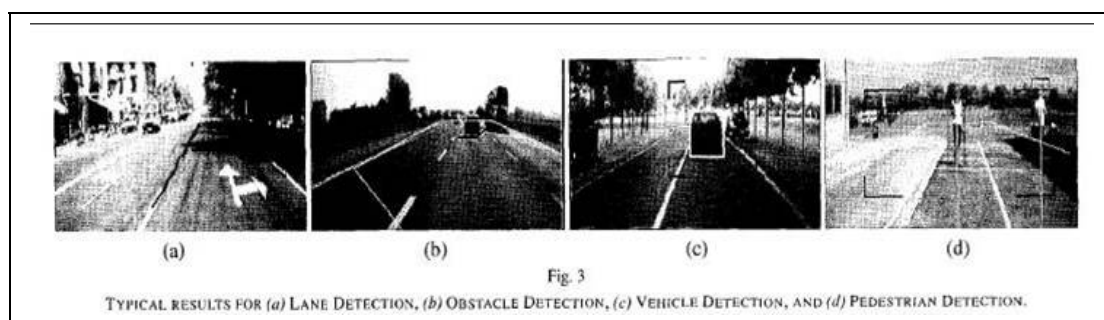 (a) (b) (c) (d)
Fig. 3
TYPICAL RESULTS FOR (a) LANE DETECTION, (b) OBSTACLE DETECTION, (c) VEHICLE DETECTION, AND (d) PEDESTRIAN DETECTION.